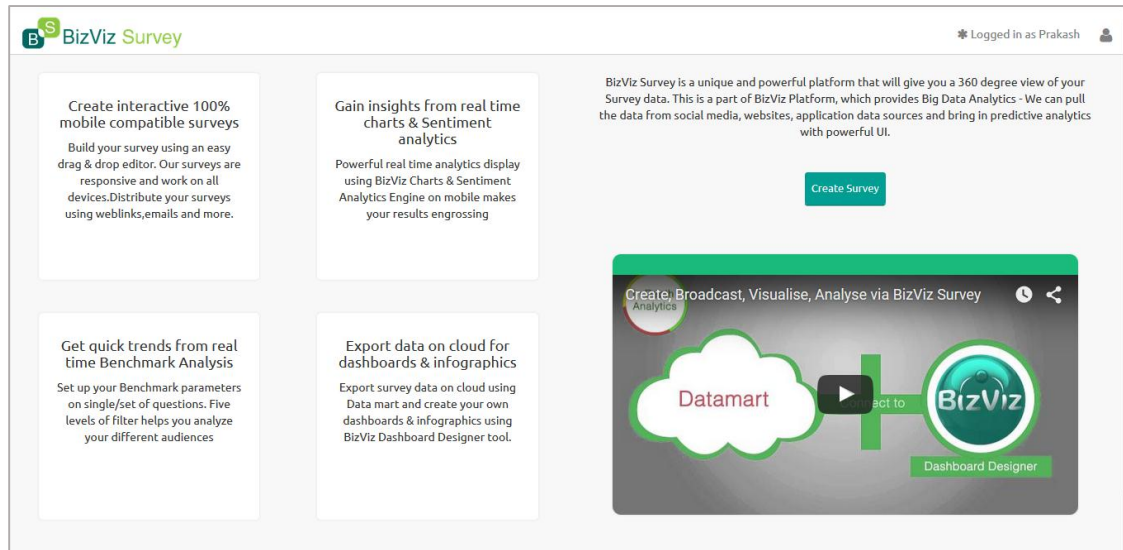 BS BizViz Survey
✱ Logged in as Prakash
Create interactive 100%
mobile compatible surveys
Build your survey using an easy
drag & drop editor. Our surveys are
responsive and work on all
devices.Distribute your surveys
using weblinks,emails and more.
Gain insights from real time
charts & Sentiment
analytics
Powerful real time analytics display
using BizViz Charts & Sentiment
Analytics Engine on mobile makes
your results engrossing
BizViz Survey is a unique and powerful platform that will give you a 360 degree view of your
Survey data. This is a part of BizViz Platform, which provides Big Data Analytics - We can pull
the data from social media, websites, application data sources and bring in predictive analytics
with powerful UI.
Create Survey
Get quick trends from real
time Benchmark Analysis
Set up your Benchmark parameters
on single/set of questions. Five
levels of filter helps you analyze
your different audiences
Export data on cloud for
dashboards & infographics
Export survey data on cloud using
Data mart and create your own
dashboards & infographics using
BizViz Dashboard Designer tool.
Create, Broadcast, Visualise, Analyse via BizViz Survey
Analytics
Datamart
ect to
BizViz
Dashboard Designer